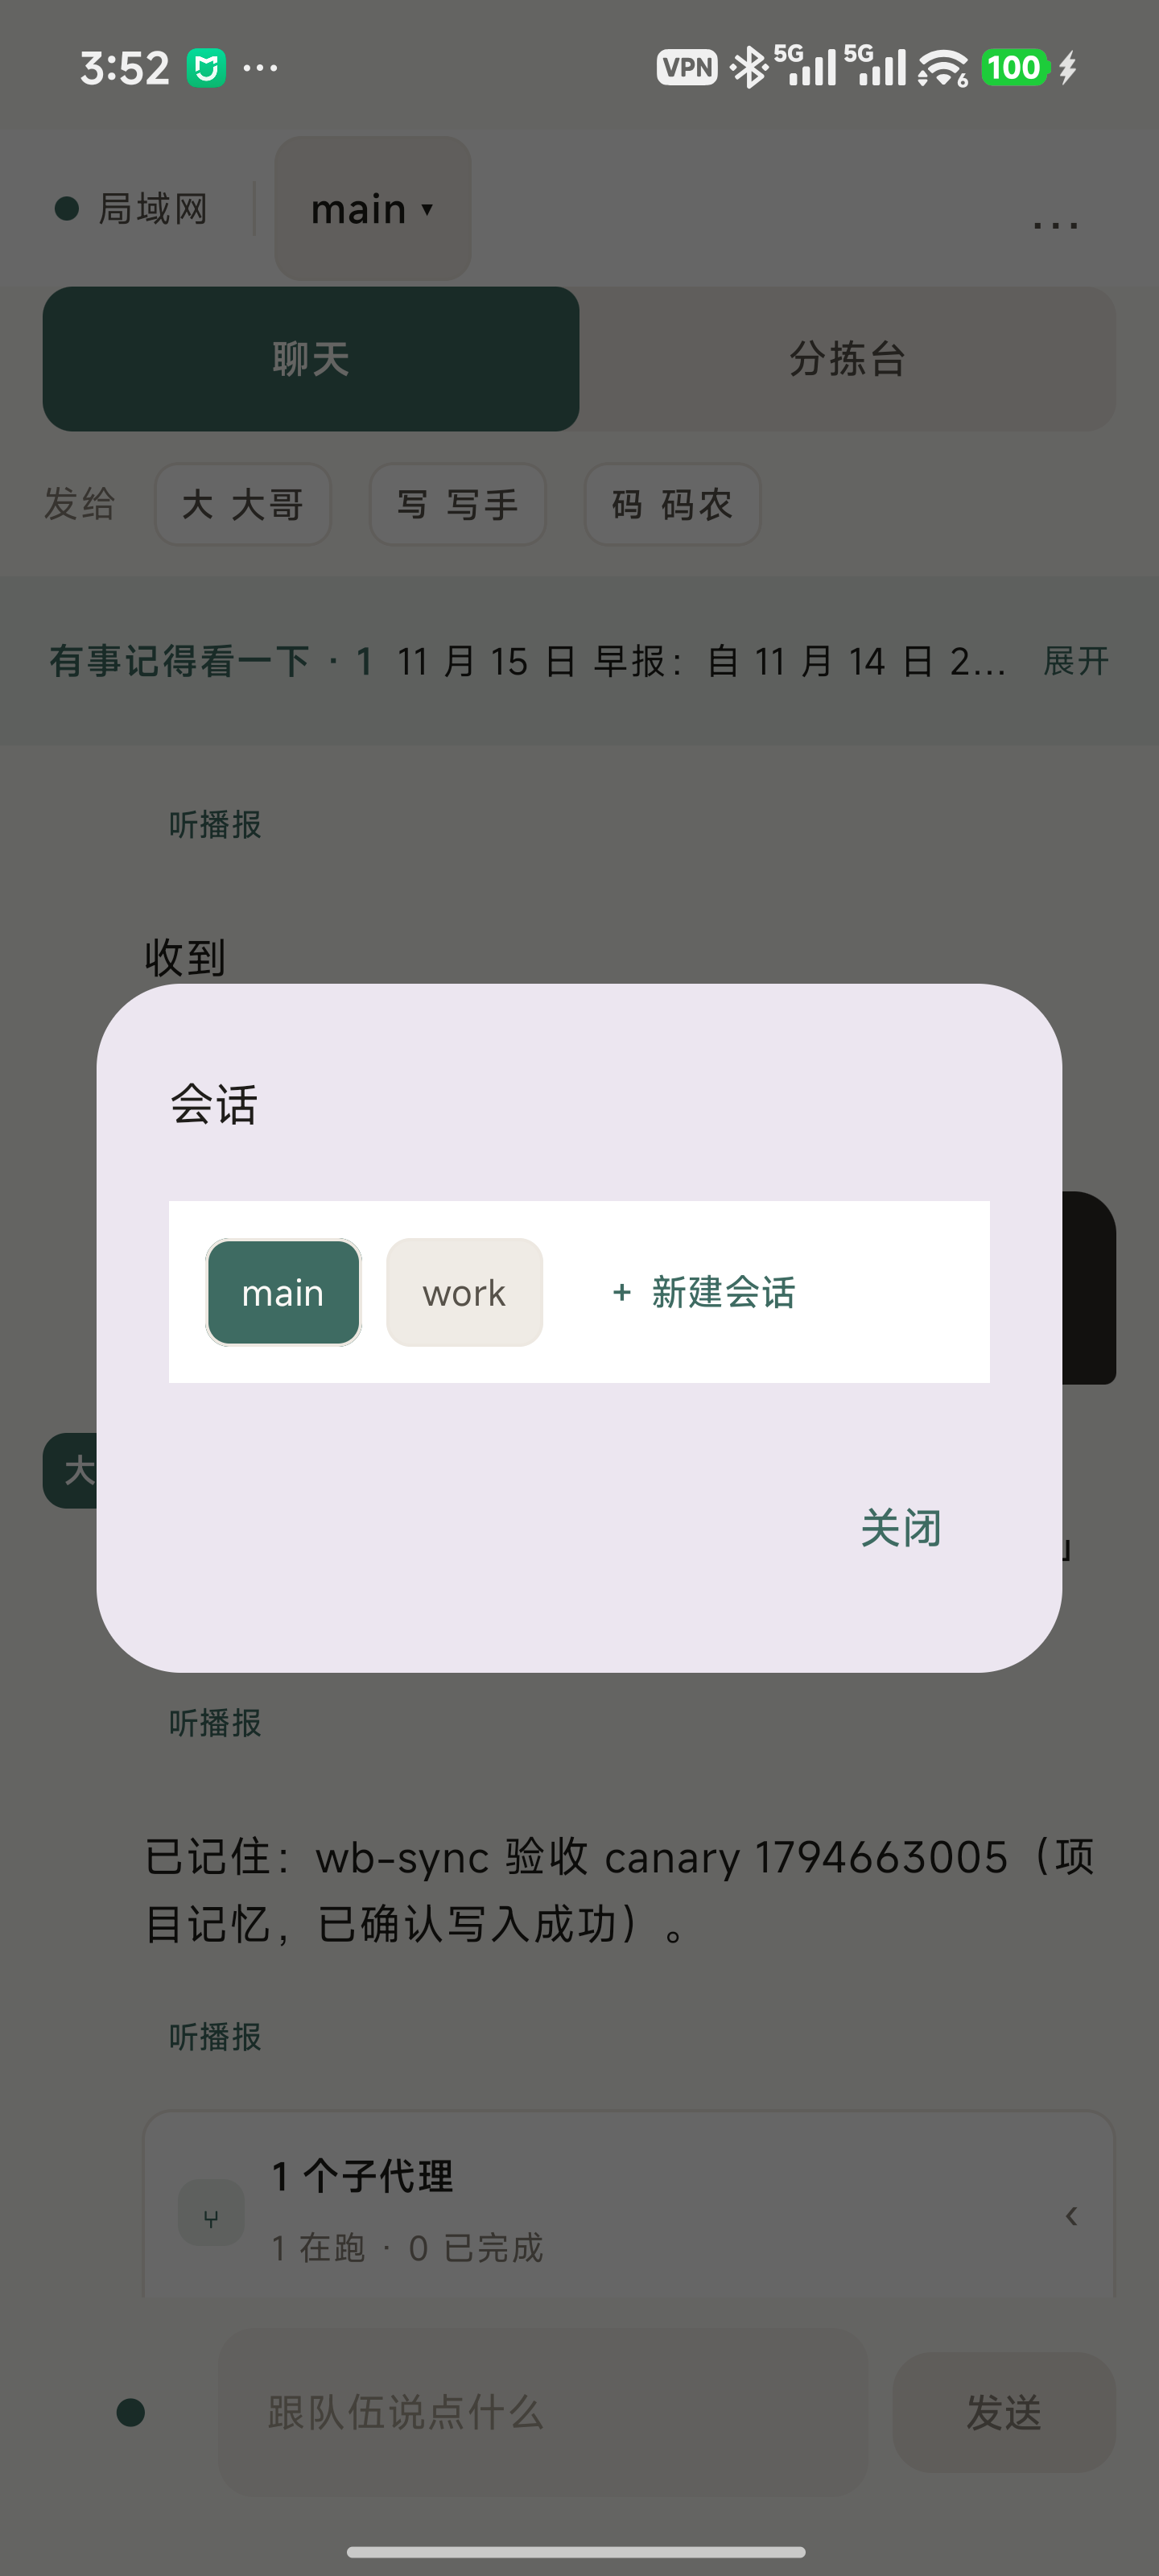 3:52 ... VPN 5G 5G 6 100
局域网 main ▾ ...
聊天 分拣台
发给 大 大哥 写 写手 码 码农
有事记得看一下 · 1 11 月 15 日 早报：自 11 月 14 日 2... 展开
听播报
收到
会话
main work + 新建会话
大
关闭
」
听播报
已记住：wb-sync 验收 canary 1794663005（项
目记忆，已确认写入成功）。
听播报
1 个子代理
1 在跑 · 0 已完成
跟队伍说点什么 发送